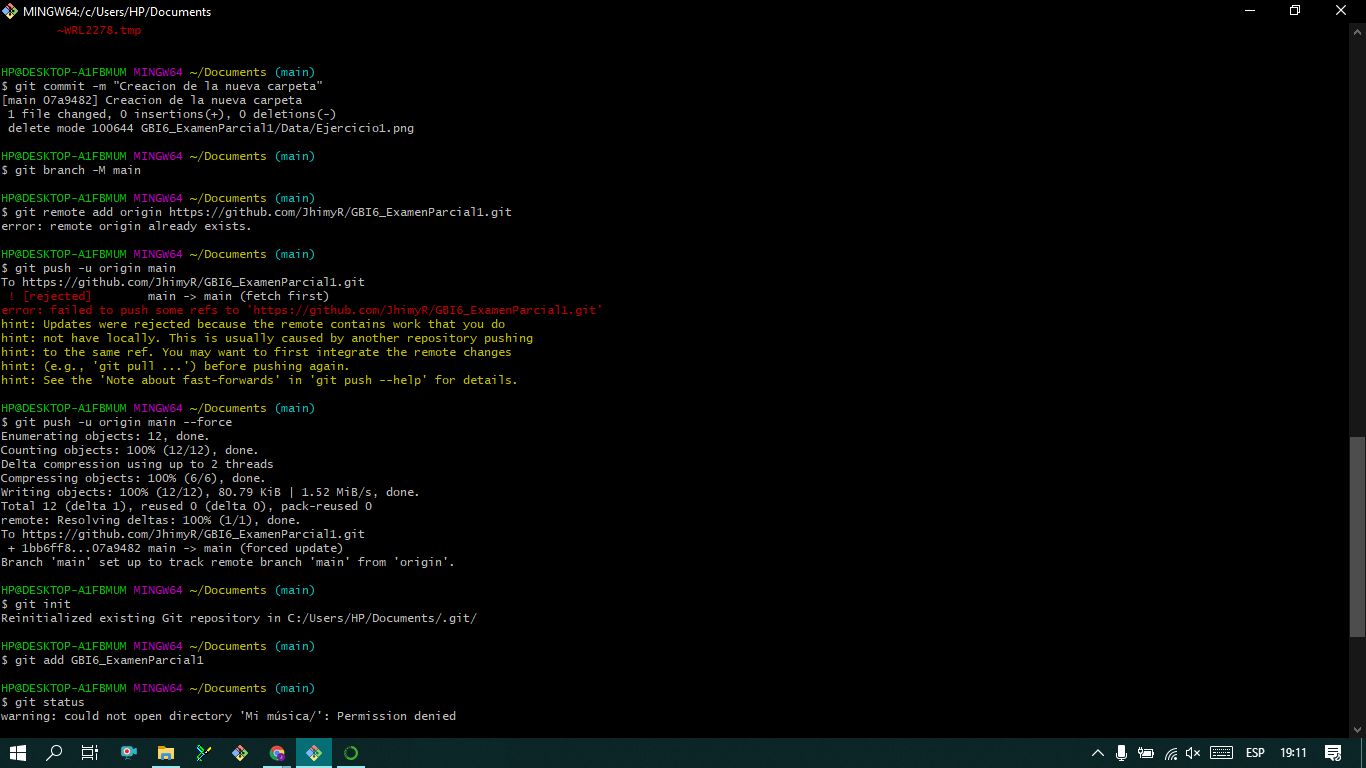 MINGW64:/c/Users/HP/Documents
~WRL2278.tmp
HP@DESKTOP-A1FBMUM MINGW64 ~/Documents (main)
$ git commit -m "Creacion de la nueva carpeta"
[main 07a9482] Creacion de la nueva carpeta
1 file changed, 0 insertions(+), 0 deletions(-)
delete mode 100644 GBI6_ExamenParcial1/Data/Ejercicio1.png
HP@DESKTOP-A1FBMUM MINGW64 ~/Documents (main)
$ git branch -M main
HP@DESKTOP-A1FBMUM MINGW64 ~/Documents (main)
$ git remote add origin https://github.com/JhimyR/GBI6_ExamenParcial1.git
error: remote origin already exists.
HP@DESKTOP-A1FBMUM MINGW64 ~/Documents (main)
$ git push -u origin main
To https://github.com/JhimyR/GBI6_ExamenParcial1.git
! [rejected]        main -> main (fetch first)
error: failed to push some refs to 'https://github.com/JhimyR/GBI6_ExamenParcial1.git'
hint: Updates were rejected because the remote contains work that you do
hint: not have locally. This is usually caused by another repository pushing
hint: to the same ref. You may want to first integrate the remote changes
hint: (e.g., 'git pull ...') before pushing again.
hint: See the 'Note about fast-forwards' in 'git push --help' for details.
HP@DESKTOP-A1FBMUM MINGW64 ~/Documents (main)
$ git push -u origin main --force
Enumerating objects: 12, done.
Counting objects: 100% (12/12), done.
Delta compression using up to 2 threads
Compressing objects: 100% (6/6), done.
Writing objects: 100% (12/12), 80.79 KiB | 1.52 MiB/s, done.
Total 12 (delta 1), reused 0 (delta 0), pack-reused 0
remote: Resolving deltas: 100% (1/1), done.
To https://github.com/JhimyR/GBI6_ExamenParcial1.git
+ 1bb6ff8...07a9482 main -> main (forced update)
Branch 'main' set up to track remote branch 'main' from 'origin'.
HP@DESKTOP-A1FBMUM MINGW64 ~/Documents (main)
$ git init
Reinitialized existing Git repository in C:/Users/HP/Documents/.git/
HP@DESKTOP-A1FBMUM MINGW64 ~/Documents (main)
$ git add GBI6_ExamenParcial1
HP@DESKTOP-A1FBMUM MINGW64 ~/Documents (main)
$ git status
warning: could not open directory 'Mi música/': Permission denied
ESP 19:11